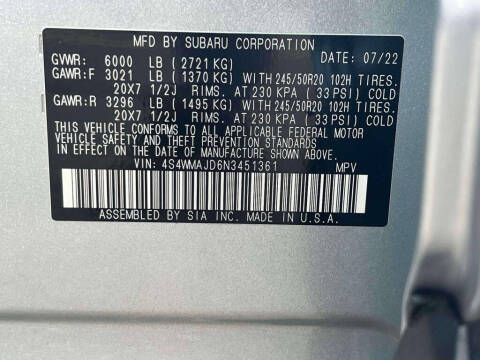 MFD BY SUBARU CORPORATION
GVWR: 6000 LB (2721 KG) DATE: 07/22
GAWR:F 3021 LB (1370 KG) WITH 245/50R20 102H TIRES.
20X7 1/2J RIMS. AT 230 KPA ( 33 PSI) COLD
GAWR:R 3296 LB (1495 KG) WITH 245/50R20 102H TIRES.
20X7 1/2J RIMS. AT 230 KPA ( 33 PSI) COLD
THIS VEHICLE CONFORMS TO ALL APPLICABLE FEDERAL MOTOR
VEHICLE SAFETY AND THEFT PREVENTION STANDARDS
IN EFFECT ON THE DATE OF MANUFACTURE SHOWN ABOVE.
VIN: 4S4WMAJD6N3451361 MPV
ASSEMBLED BY SIA INC. MADE IN U.S.A.